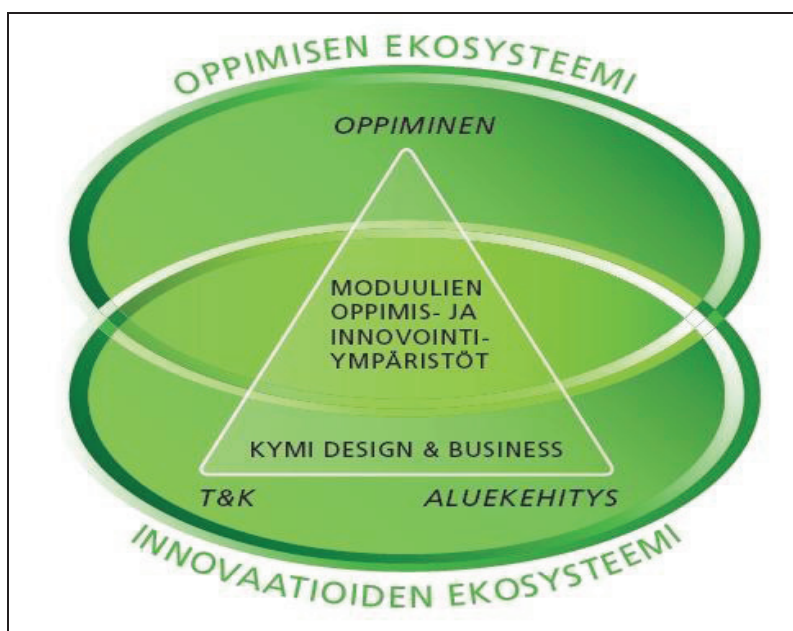 OPPIMISEN EKOSYSTEEMI
OPPIMINEN
MODUULIEN
OPPIMIS- JA
INNOVOINTI-
YMPÄRISTÖT
KYMI DESIGN & BUSINESS
T&K ALUEKEHITYS
INNOVAATIOIDEN EKOSYSTEEMI